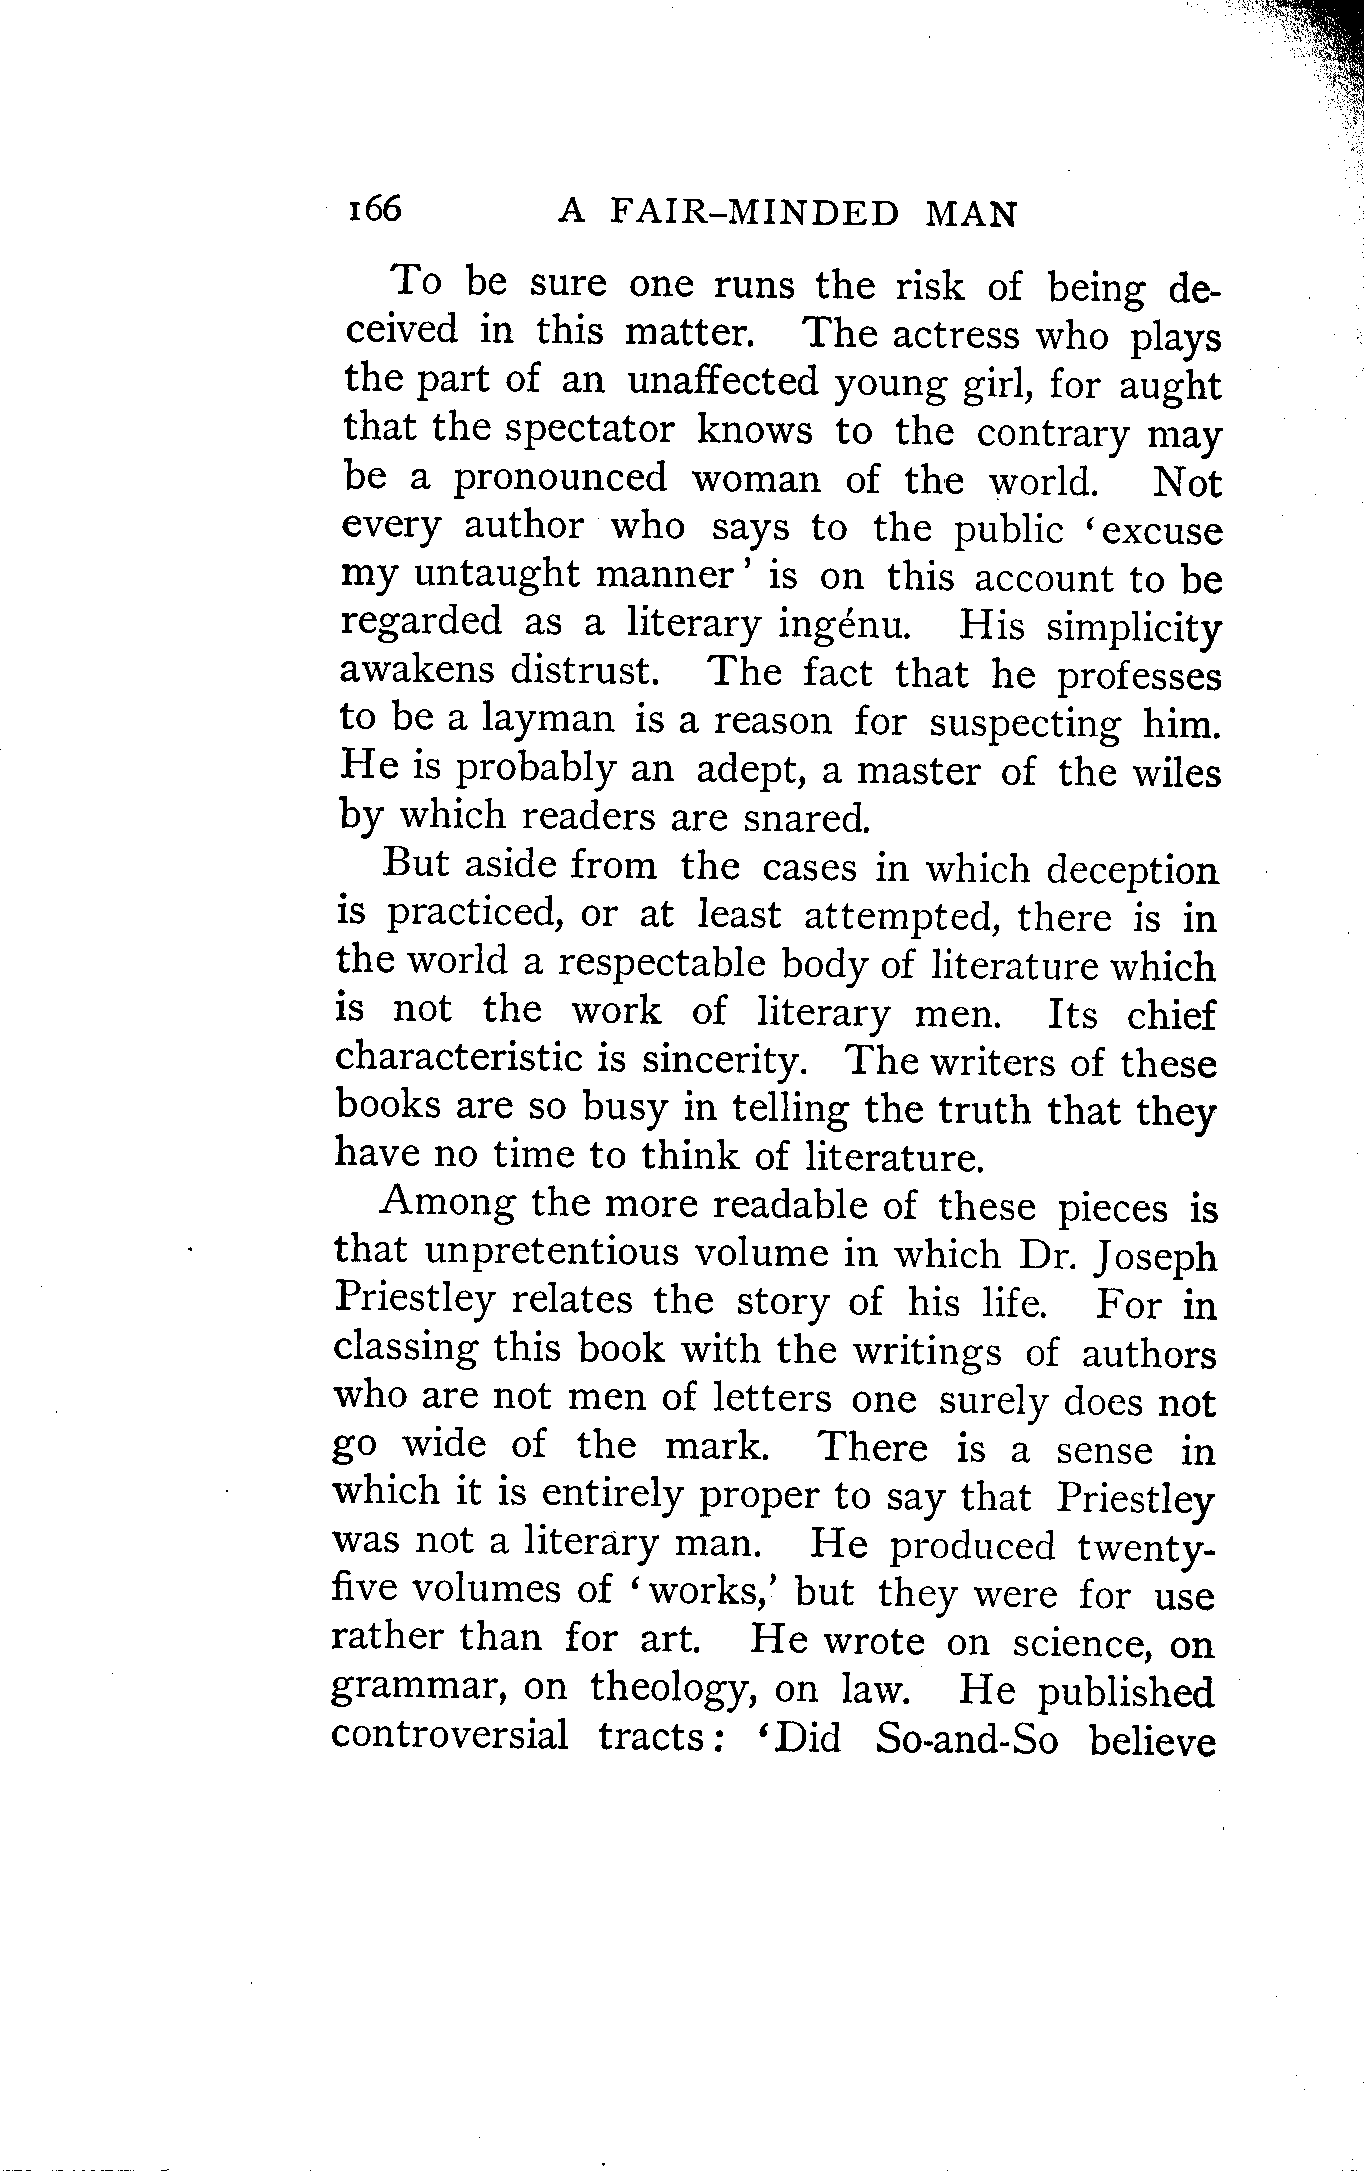 166 A FAIR-MINDED MAN
To be sure one runs the risk of being de-
ceived in this matter. The actress who plays
the part of an unaffected young girl, for aught
that the spectator knows to the contrary may
be a pronounced woman of the world. Not
every author who says to the public ‘excuse
my untaught manner’ is on this account to be
regarded as a literary ingénu. His simplicity
awakens distrust. The fact that he professes
to be a layman is a reason for suspecting him.
He is probably an adept, a master of the wiles
by which readers are snared.
But aside from the cases in which deception
is practiced, or at least attempted, there is in
the world a respectable body of literature which
is not the work of literary men. Its chief
characteristic is sincerity. The writers of these
books are so busy in telling the truth that they
have no time to think of literature.
Among the more readable of these pieces is
that unpretentious volume in which Dr. Joseph
Priestley relates the story of his life. For in
classing this book with the writings of authors
who are not men of letters one surely does not
go wide of the mark. There is a sense in
which it is entirely proper to say that Priestley
was not a literary man. He produced twenty-
five volumes of ‘works,’ but they were for use
rather than for art. He wrote on science, on
grammar, on theology, on law. He published
controversial tracts: ‘Did So-and-So believe